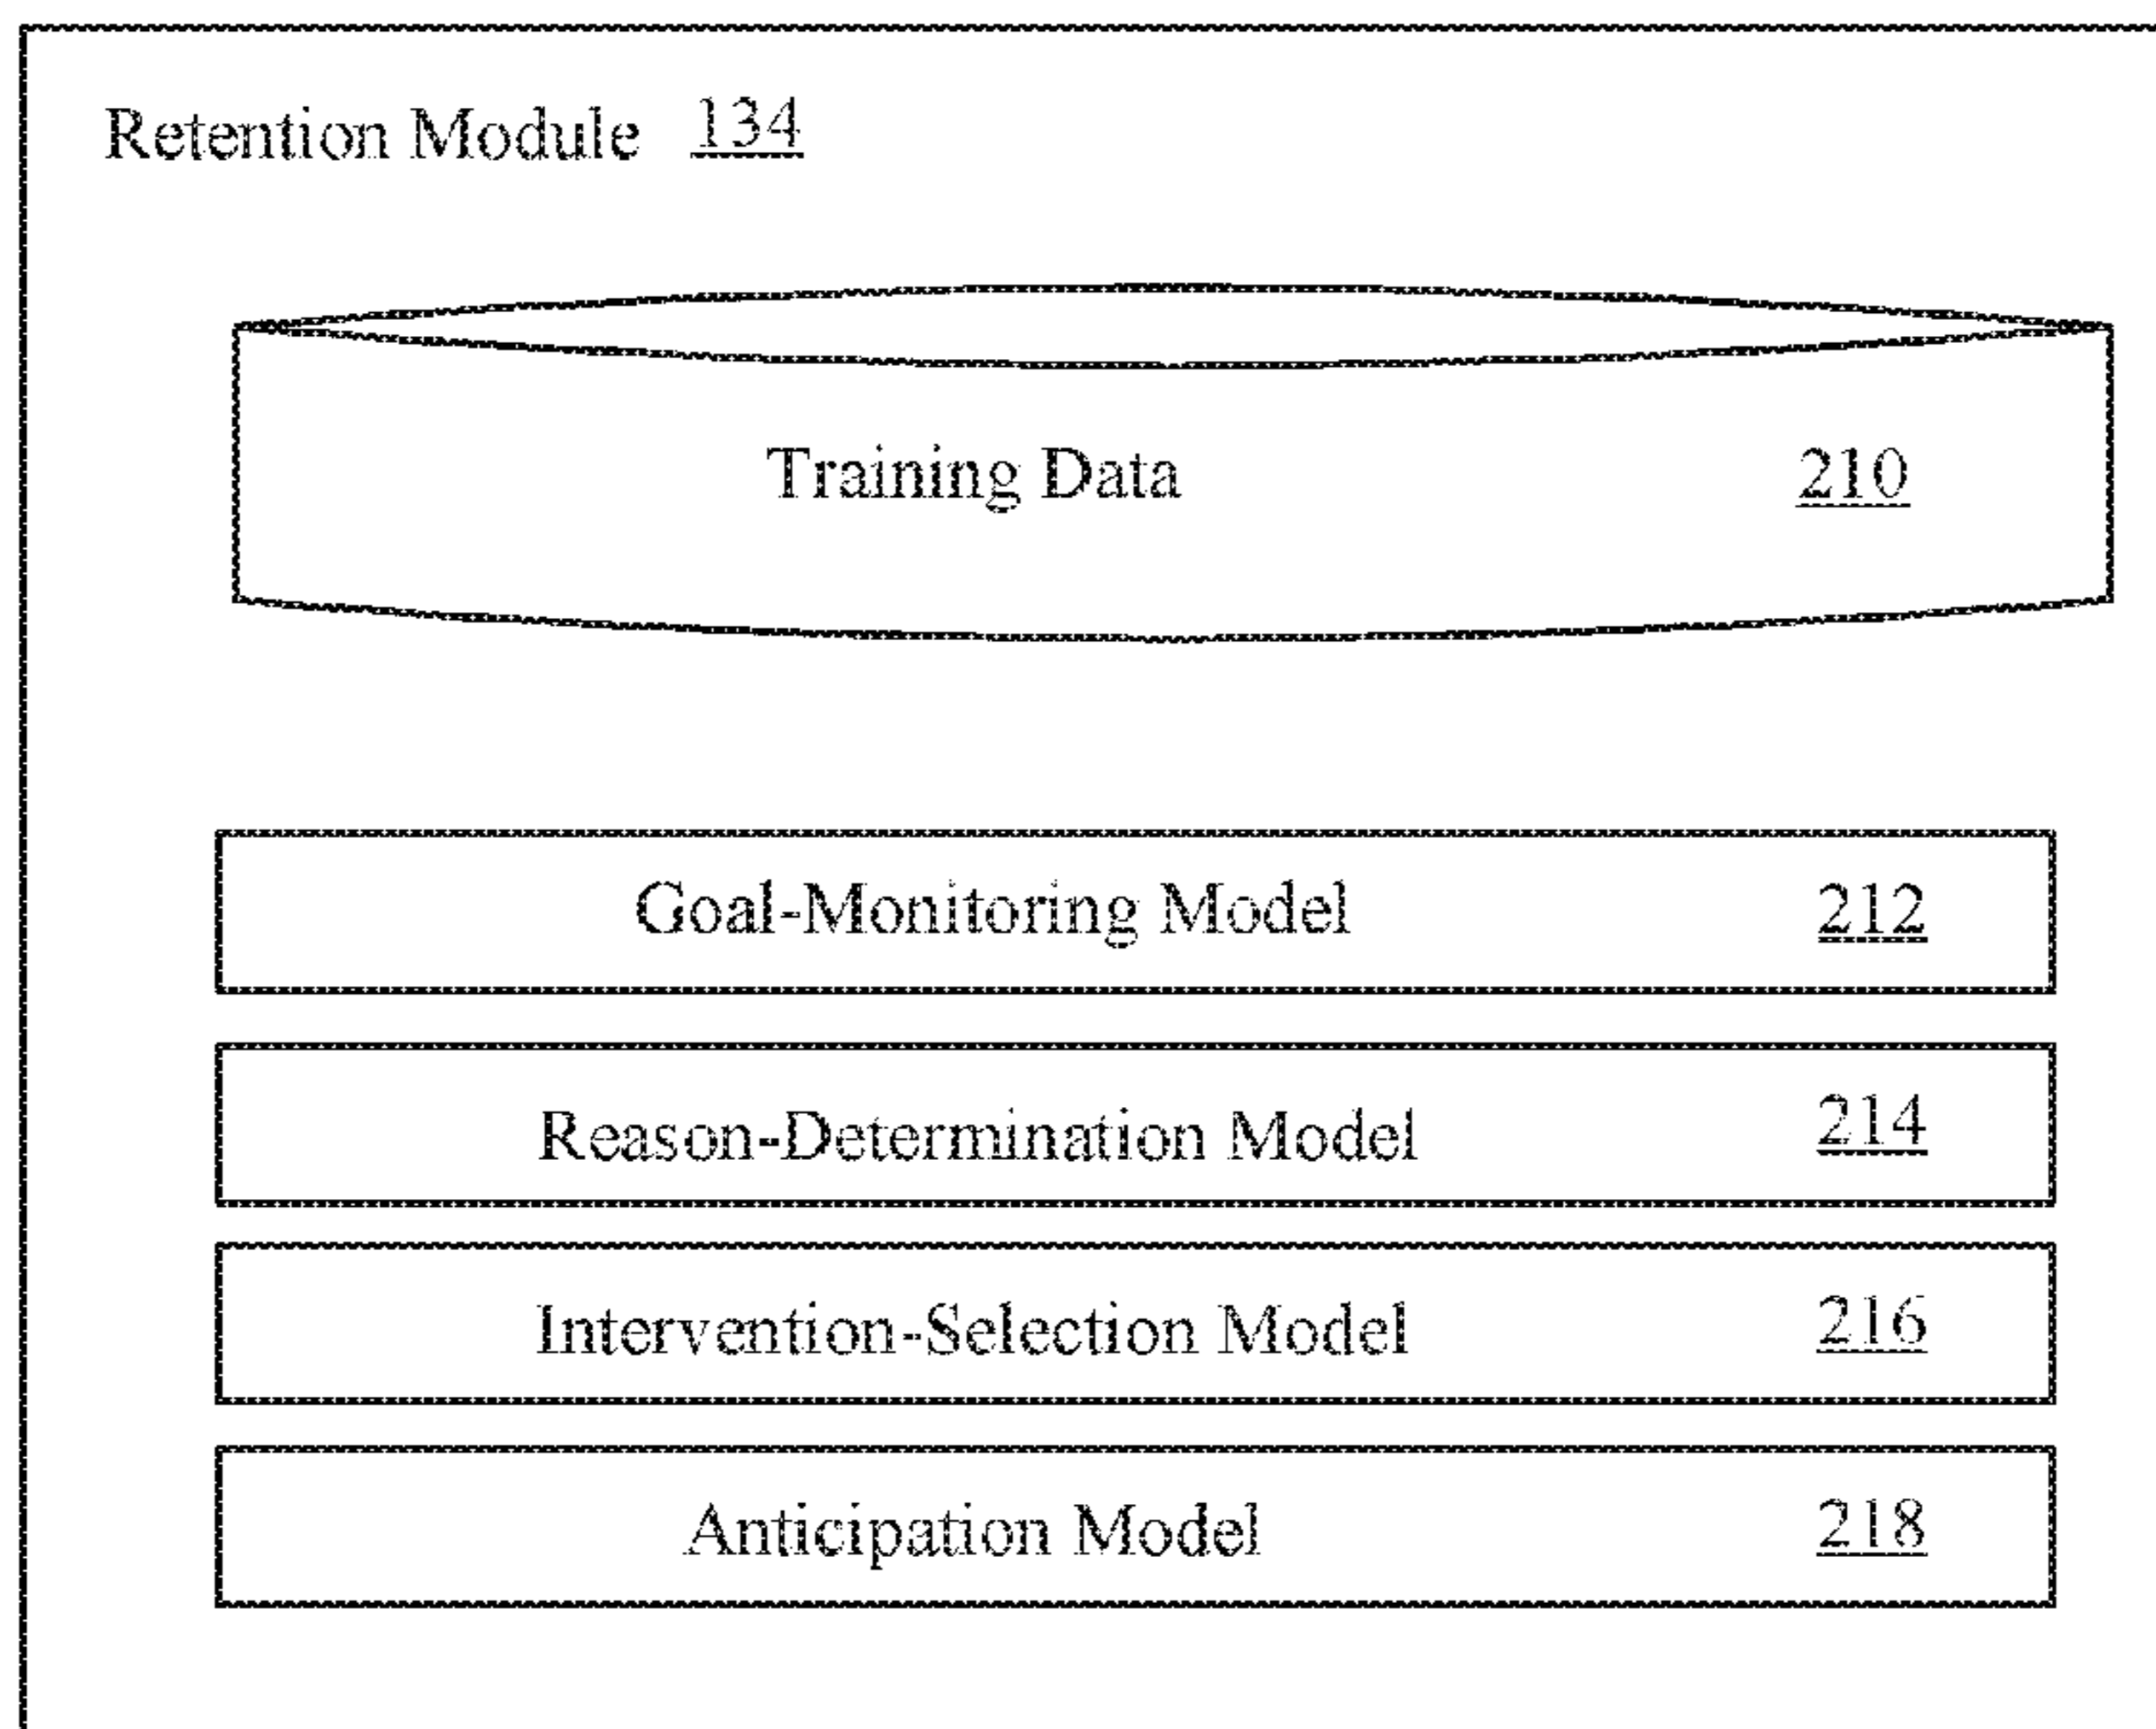 Retention Module 134
Training Data 210
Goal-Monitoring Model 212
Reason-Determination Model 214
Intervention-Selection Model 216
Anticipation Model 218